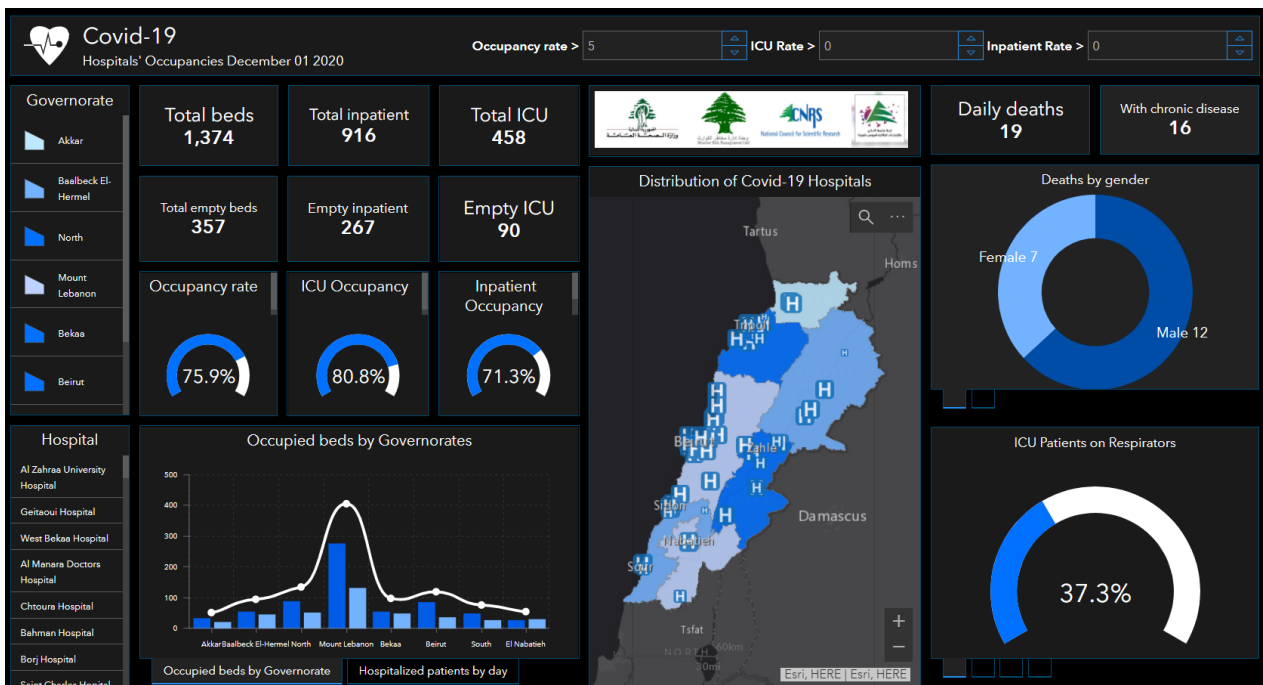 Covid-19
Hospitals' Occupancies December 01 2020
Occupancy rate > 5
ICU Rate > 0
Inpatient Rate > 0
Governorate
Akkar
Baalbeck El-
Hermel
North
Mount
Lebanon
Bekaa
Beirut
Total beds
1,374
Total inpatient
916
Total ICU
458
Total empty beds
357
Empty inpatient
267
Empty ICU
90
Occupancy rate
75.9%
ICU Occupancy
80.8%
Inpatient
Occupancy
71.3%
CNRS
National Council for Scientific Research
Distribution of Covid-19 Hospitals
Tartus
Homs
Tripoli
Beirut
Zahle
Sidon
Damascus
Nabatieh
Sour
Tsfat
NORTH
60km
30mi
Esri, HERE | Esri, HERE
Daily deaths
19
With chronic disease
16
Deaths by gender
Female 7
Male 12
Hospital
Al Zahraa University
Hospital
Geitaoui Hospital
West Bekaa Hospital
Al Manara Doctors
Hospital
Chtoura Hospital
Bahman Hospital
Borj Hospital
Occupied beds by Governorates
500
400
300
200
100
0
Akkar
Baalbeck El-Hermel
North
Mount Lebanon
Bekaa
Beirut
South
El Nabatieh
Occupied beds by Governorate
Hospitalized patients by day
ICU Patients on Respirators
37.3%